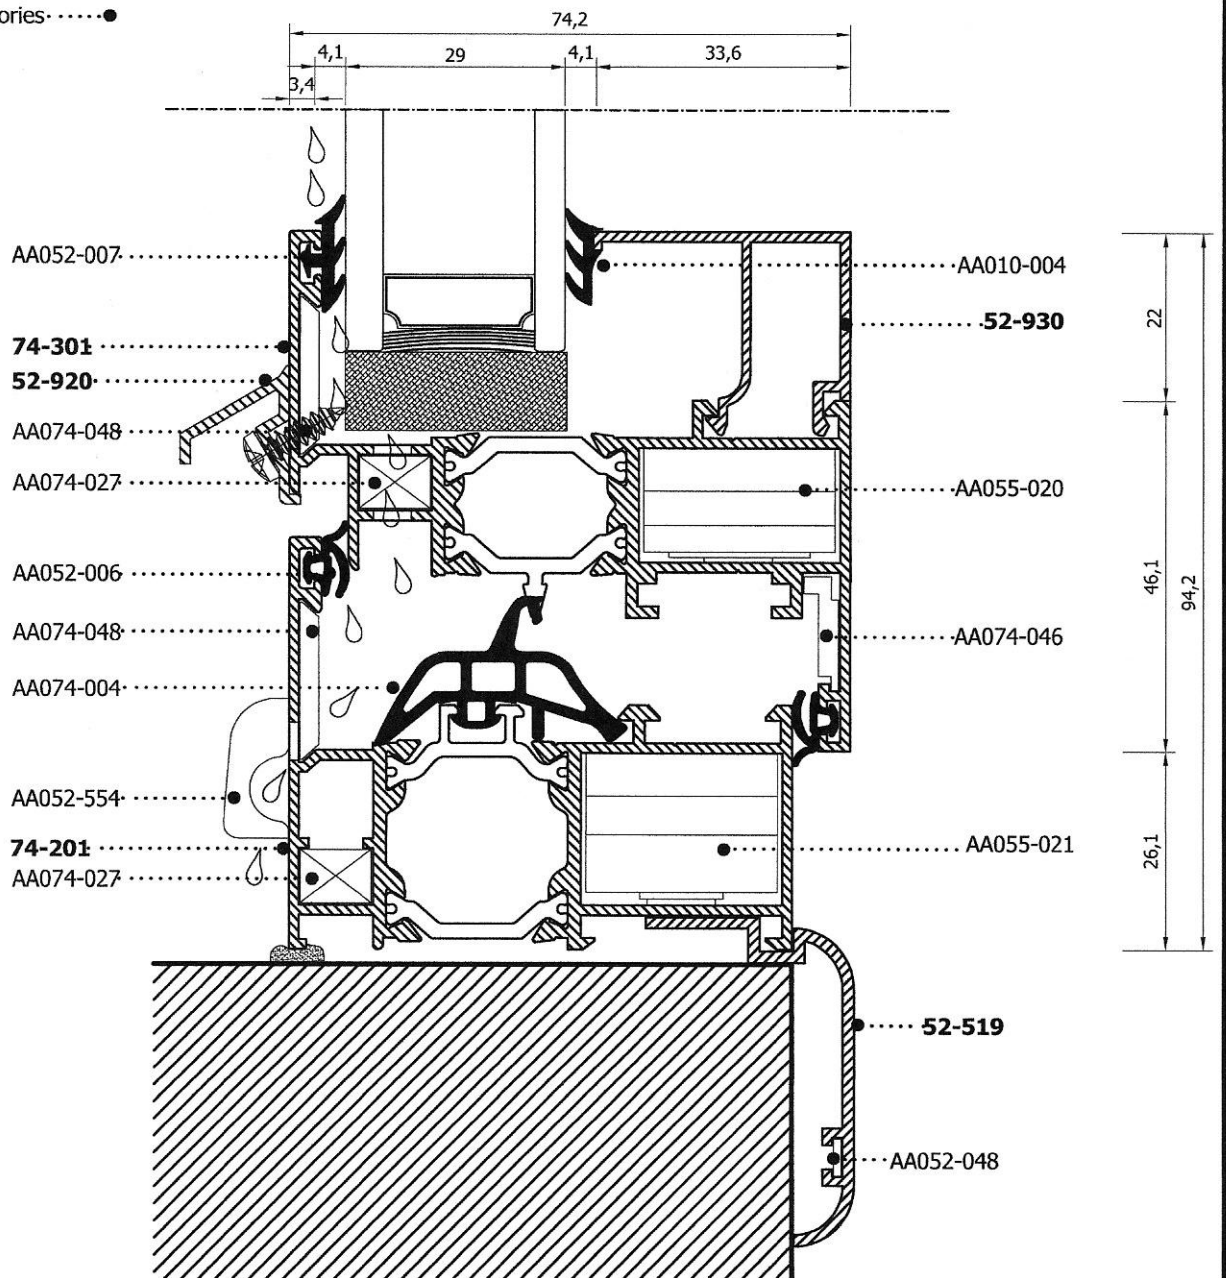 ories
74,2
4,1 29 4,1 33,6
3,4
AA052-007
AA010-004
74-301
52-930
22
52-920
AA074-048
AA074-027
AA055-020
AA052-006
46,1
94,2
AA074-048
AA074-046
AA074-004
AA052-554
74-201
AA055-021
26,1
AA074-027
52-519
AA052-048